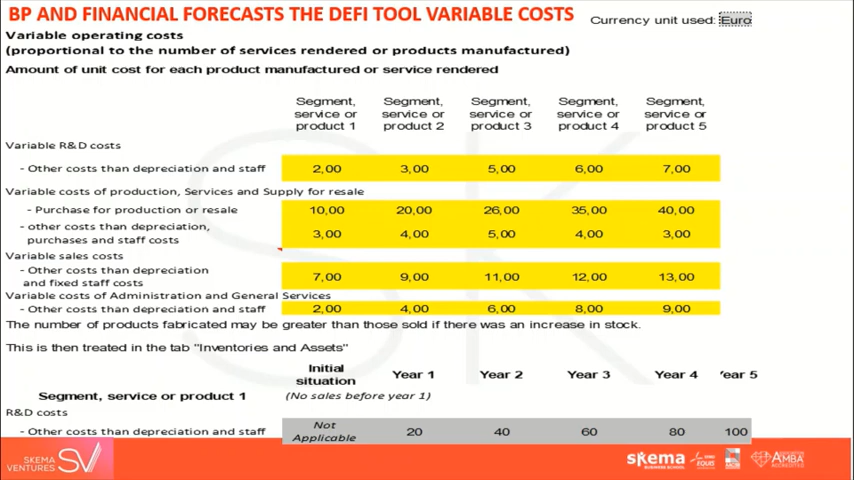 BP AND FINANCIAL FORECASTS THE DEFI TOOL VARIABLE COSTS
Currency unit used: Euro
Variable operating costs
(proportional to the number of services rendered or products manufactured)
Amount of unit cost for each product manufactured or service rendered
Segment, service or product 1 Segment, service or product 2 Segment, service or product 3 Segment, service or product 4 Segment, service or product 5
Variable R&D costs
- Other costs than depreciation and staff 2,00 3,00 5,00 6,00 7,00
Variable costs of production, Services and Supply for resale
- Purchase for production or resale 10,00 20,00 26,00 35,00 40,00
- other costs than depreciation,
purchases and staff costs 3,00 4,00 5,00 4,00 3,00
Variable sales costs
- Other costs than depreciation
and fixed staff costs 7,00 9,00 11,00 12,00 13,00
Variable costs of Administration and General Services
- Other costs than depreciation and staff 2,00 4,00 6,00 8,00 9,00
The number of products fabricated may be greater than those sold if there was an increase in stock.
This is then treated in the tab "Inventories and Assets"
Initial situation Year 1 Year 2 Year 3 Year 4 Year 5
Segment, service or product 1 (No sales before year 1)
R&D costs
- Other costs than depreciation and staff Not Applicable 20 40 60 80 100
SKEMA
VENTURES SV
skema
BUSINESS SCHOOL
EQUIS
AACSB
AMBA
ACCREDITED